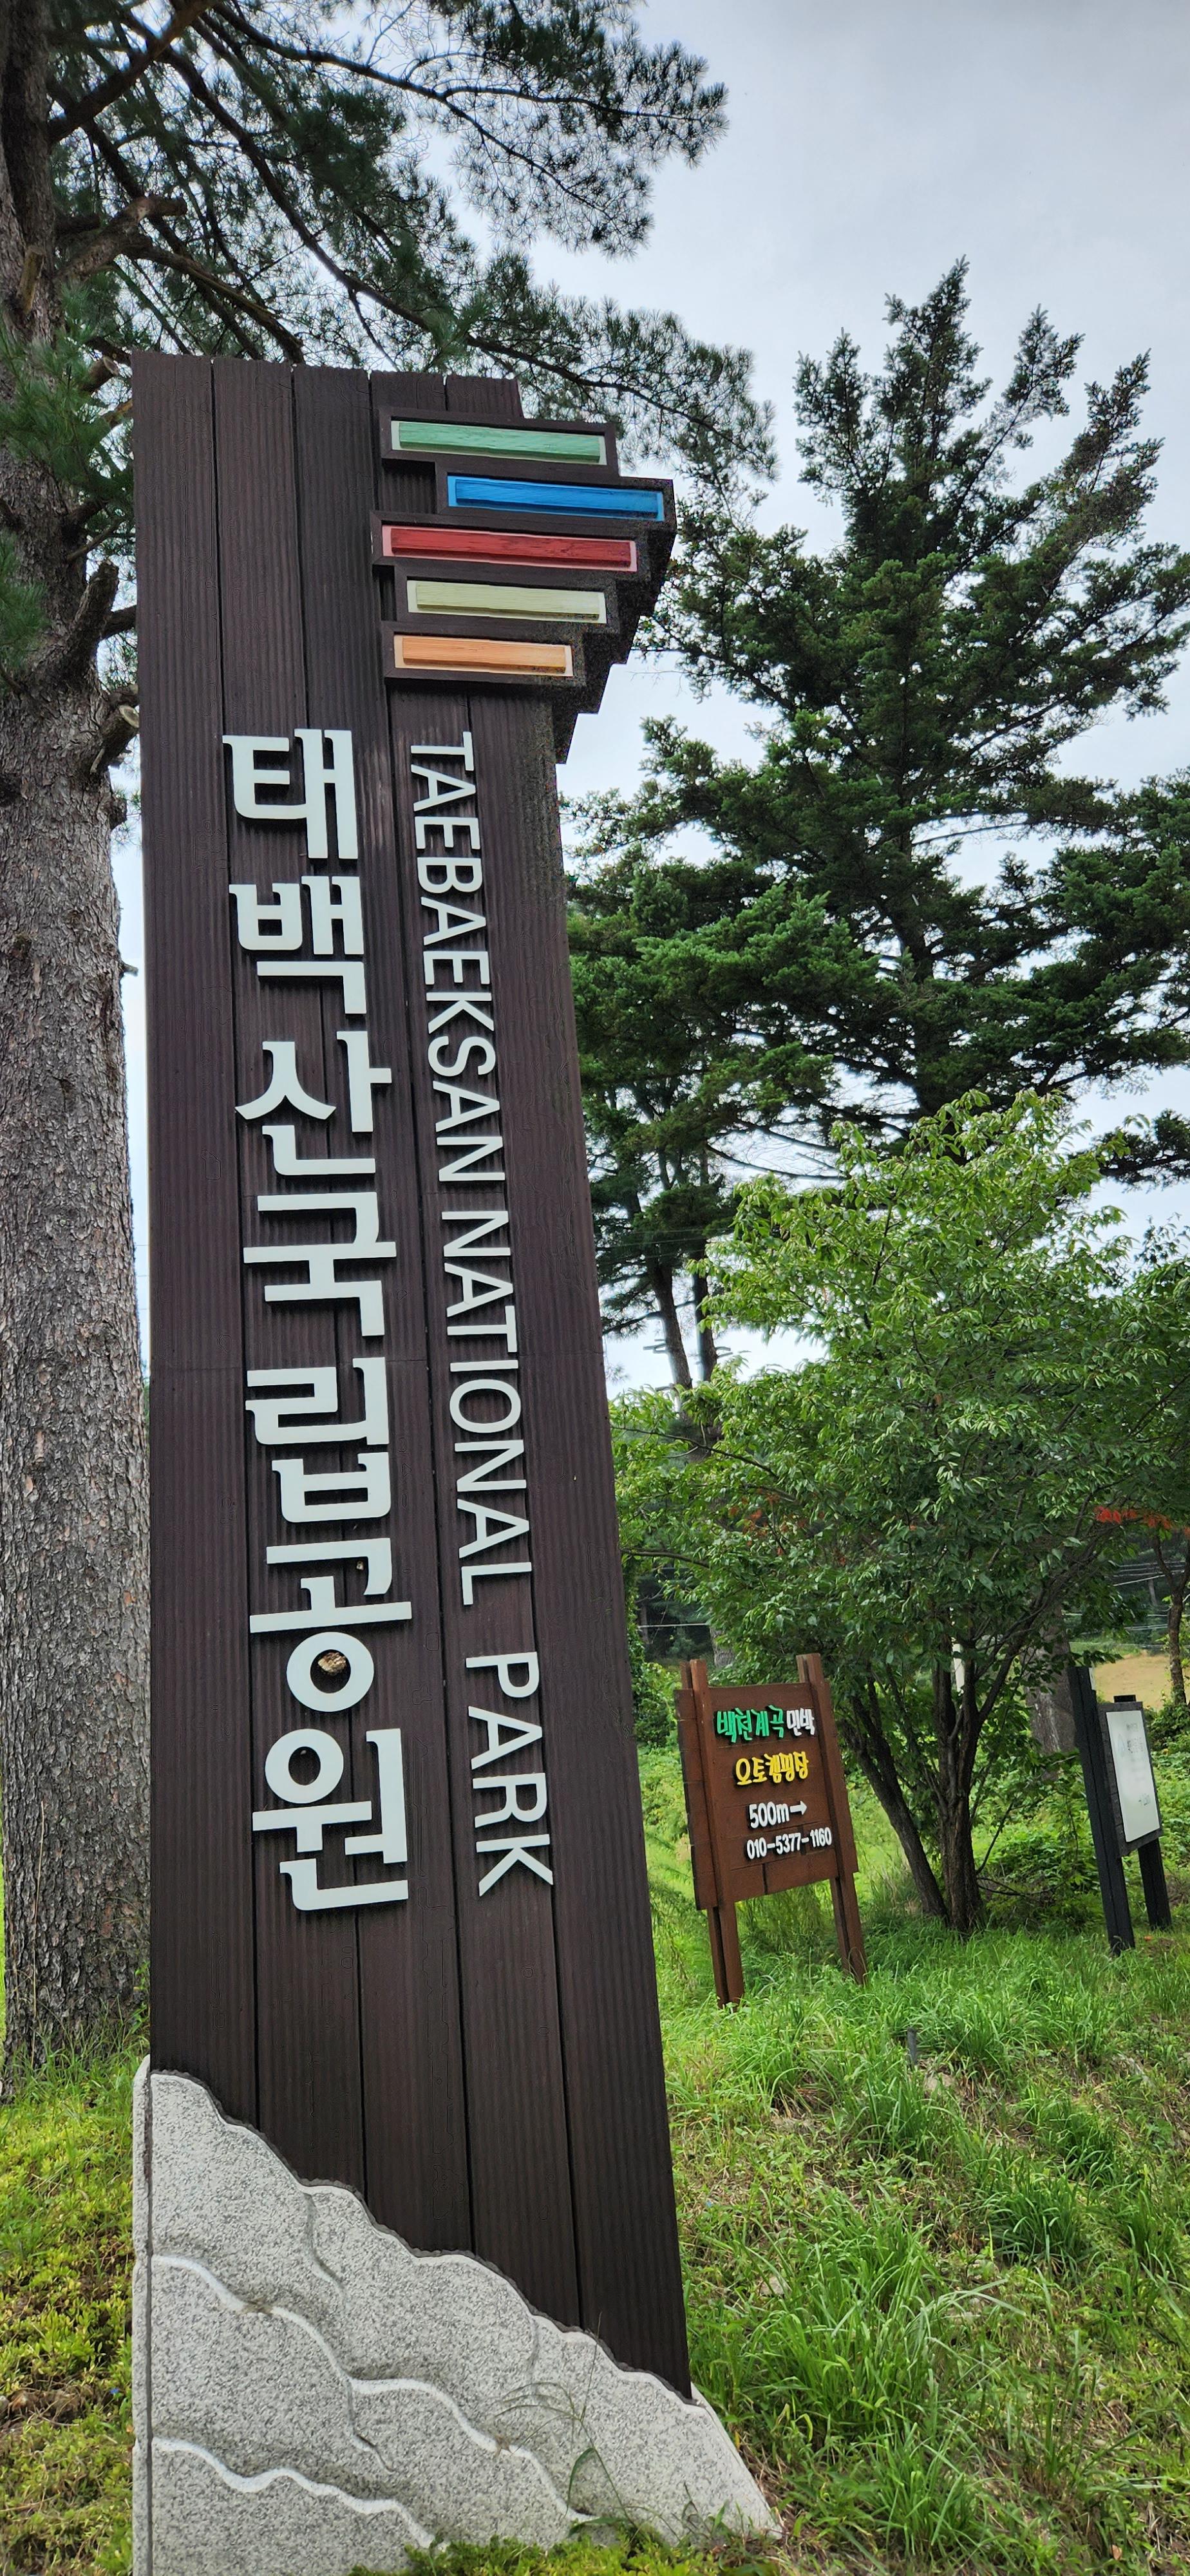 태백산국립공원
TAEBAEKSAN NATIONAL PARK
백천계곡민박
오토캠핑장
500m→
010-5377-1160